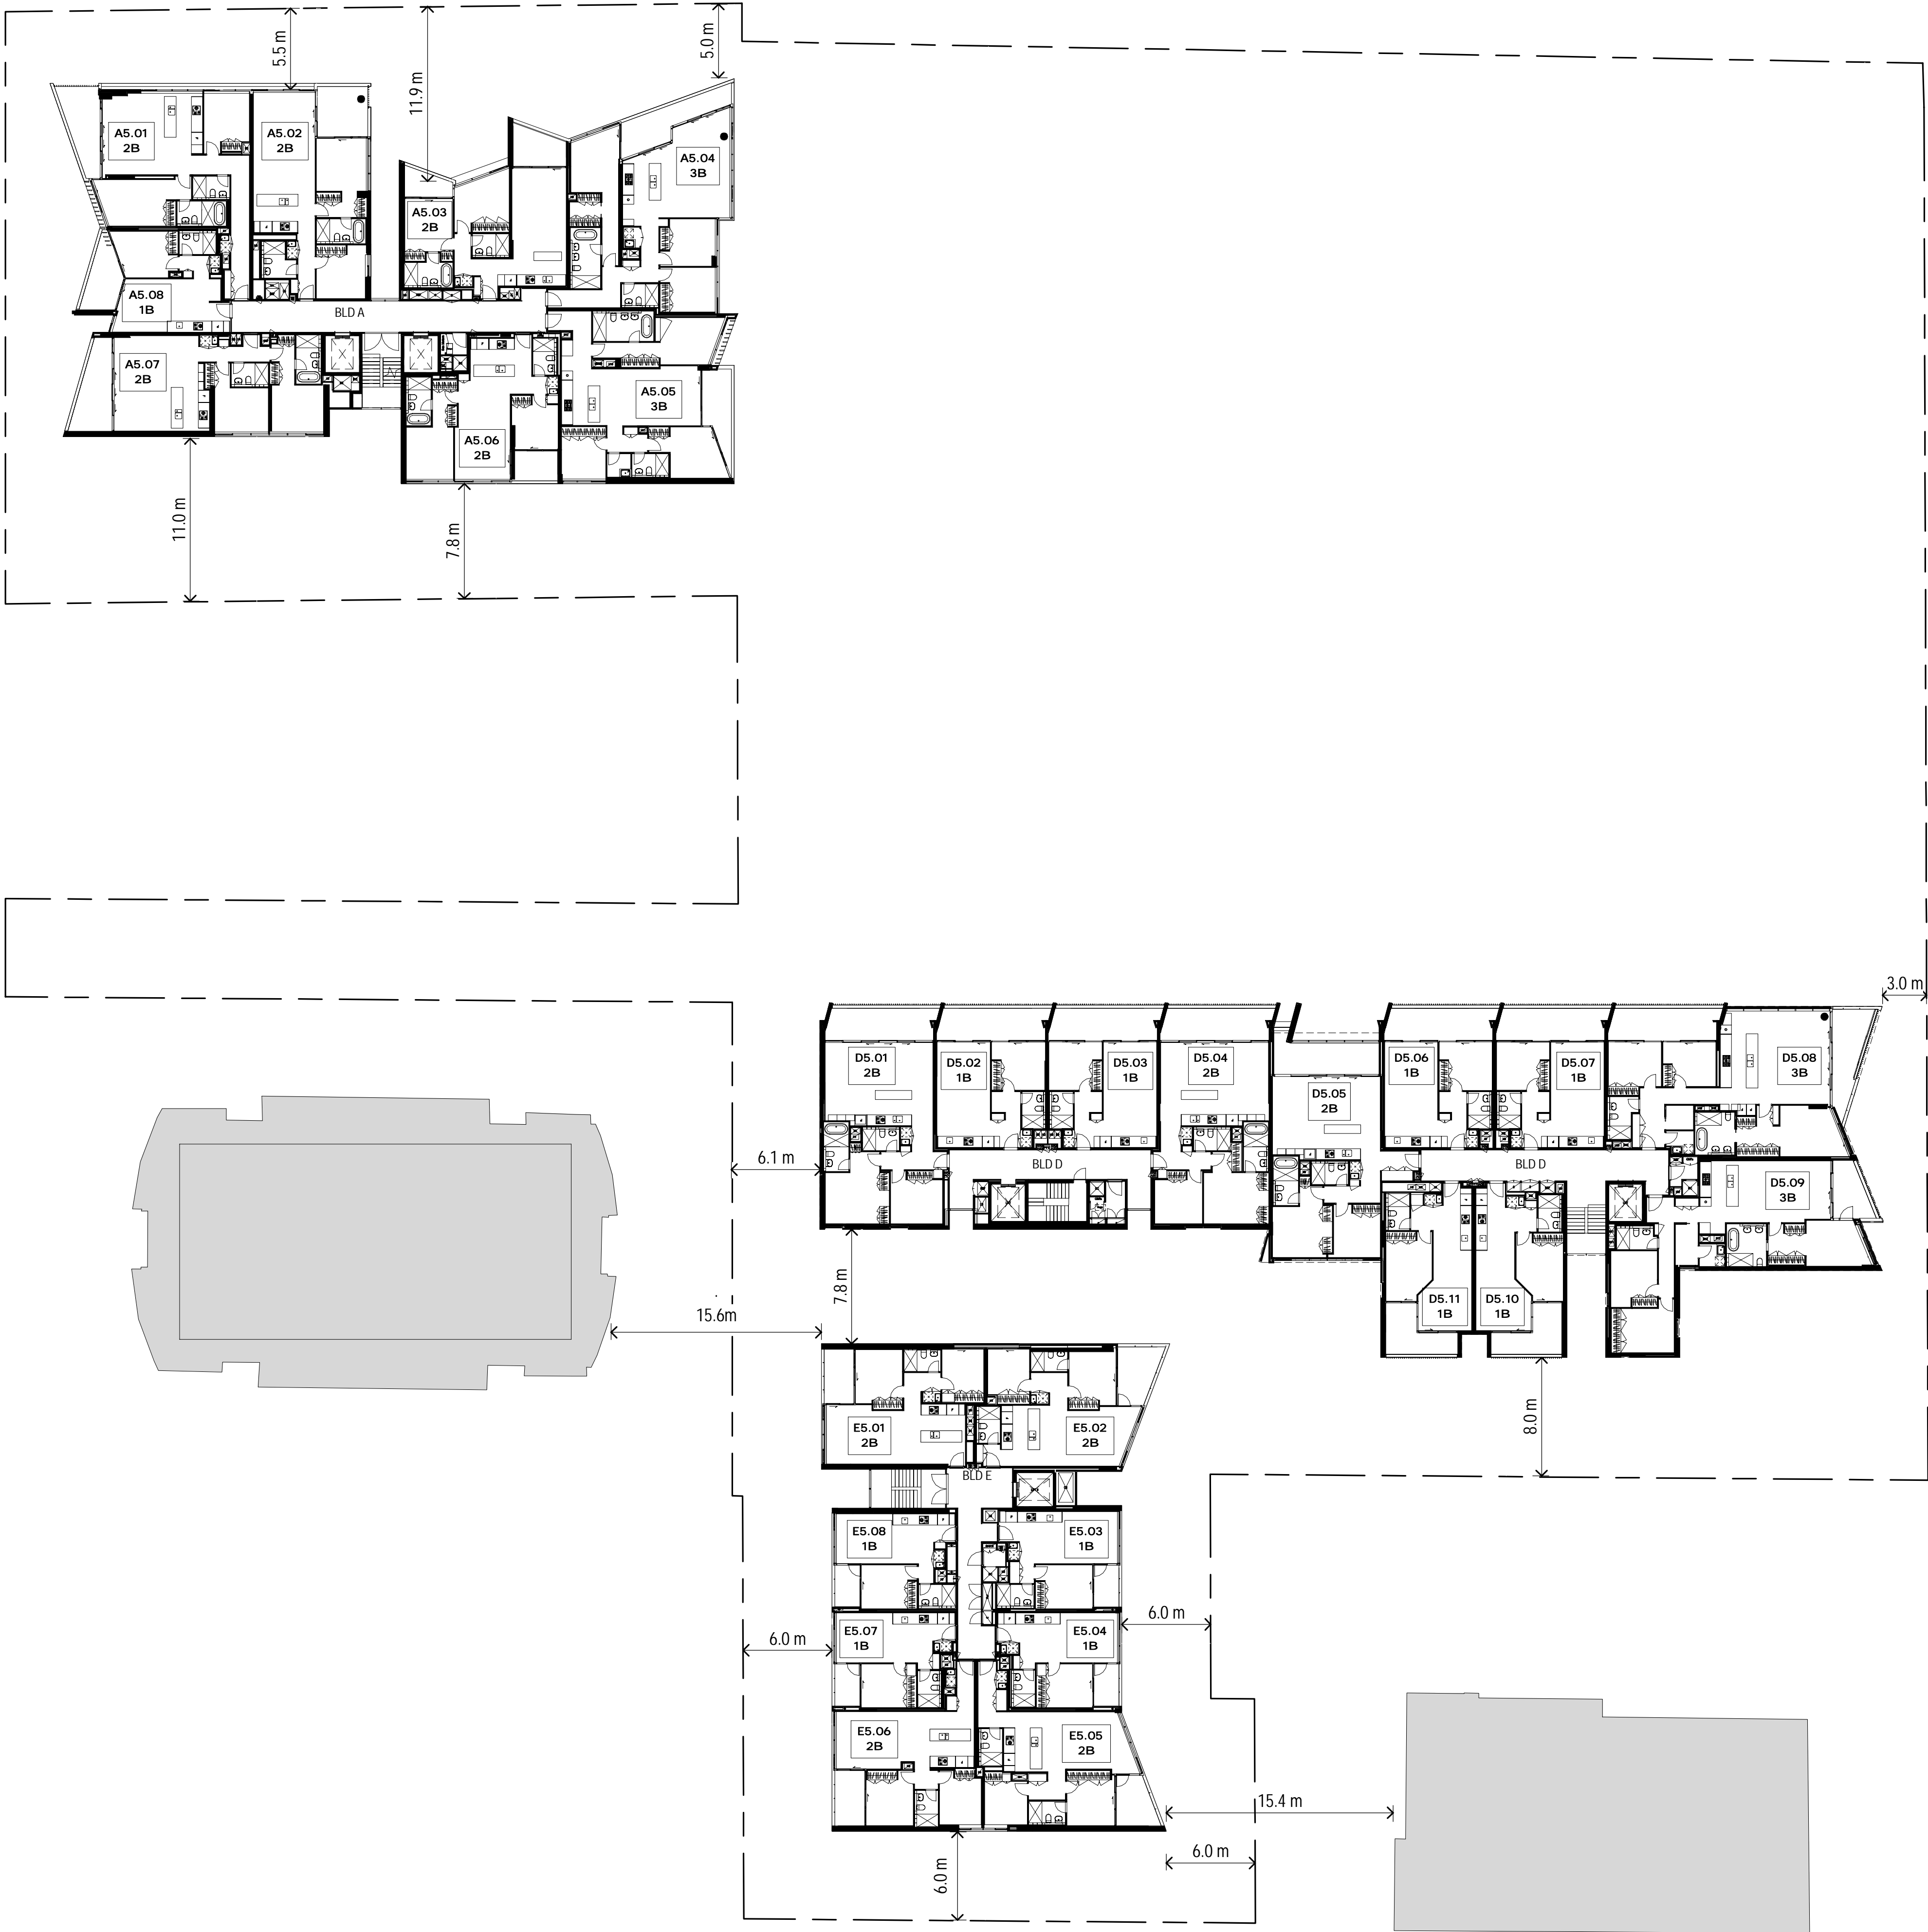 5.5 m
11.9 m
5.0 m
A5.01
2B
A5.02
2B
A5.03
2B
A5.04
3B
A5.08
1B
BLD A
A5.07
2B
A5.06
2B
A5.05
3B
11.0 m
7.8 m
3.0 m
D5.01
2B
D5.02
1B
D5.03
1B
D5.04
2B
D5.05
2B
D5.06
1B
D5.07
1B
D5.08
3B
6.1 m
BLD D
BLD D
D5.09
3B
D5.11
1B
D5.10
1B
7.8 m
15.6m
8.0 m
E5.01
2B
E5.02
2B
BLD E
E5.08
1B
E5.03
1B
E5.07
1B
E5.04
1B
6.0 m
6.0 m
E5.06
2B
E5.05
2B
15.4 m
6.0 m
6.0 m